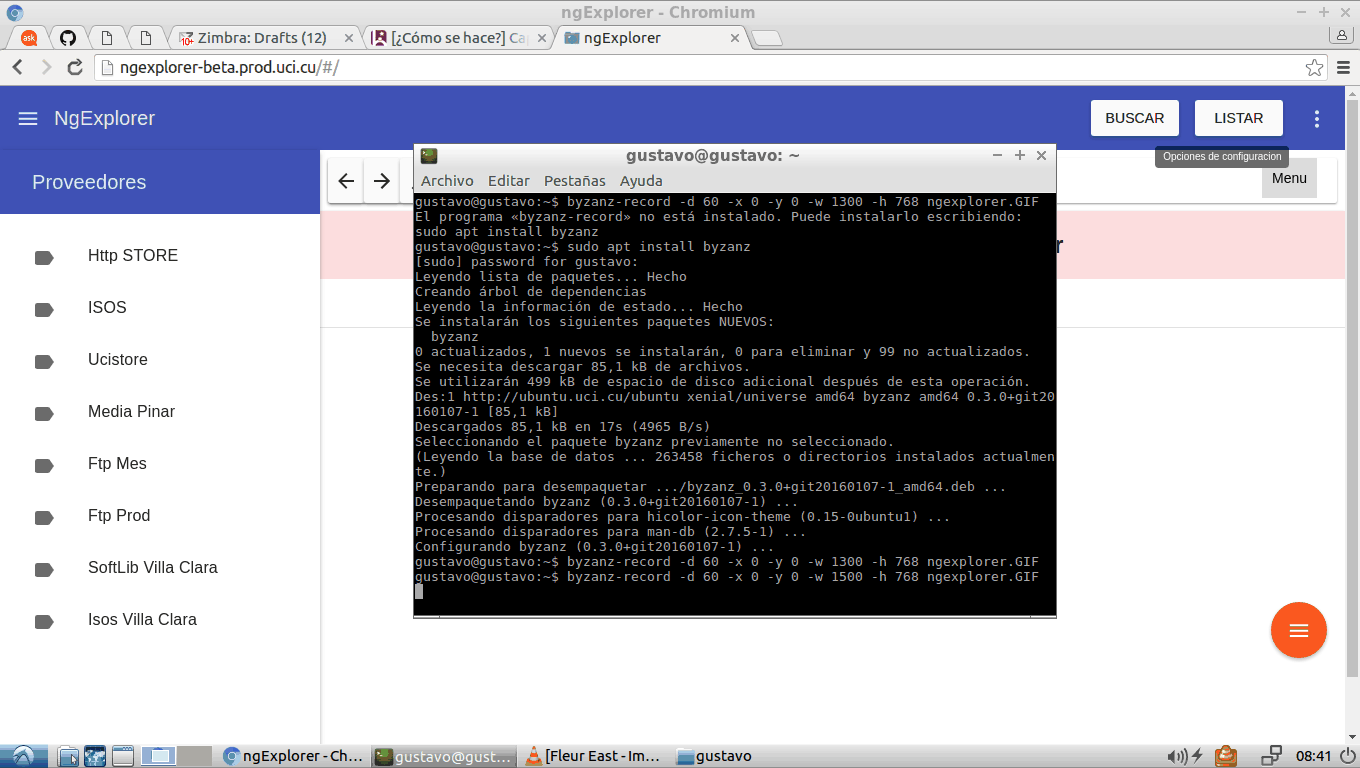 ngExplorer - Chromium
ask
10+
Zimbra: Drafts (12)
[¿Cómo se hace?] Ca
ngExplorer
ngexplorer-beta.prod.uci.cu/#/
NgExplorer
BUSCAR
LISTAR
Opciones de configuracion
Menu
Proveedores
Http STORE
ISOS
Ucistore
Media Pinar
Ftp Mes
Ftp Prod
SoftLib Villa Clara
Isos Villa Clara
gustavo@gustavo: ~
Archivo Editar Pestañas Ayuda
gustavo@gustavo:~$ byzanz-record -d 60 -x 0 -y 0 -w 1300 -h 768 ngexplorer.GIF
El programa «byzanz-record» no está instalado. Puede instalarlo escribiendo:
sudo apt install byzanz
gustavo@gustavo:~$ sudo apt install byzanz
[sudo] password for gustavo:
Leyendo lista de paquetes... Hecho
Creando árbol de dependencias
Leyendo la información de estado... Hecho
Se instalarán los siguientes paquetes NUEVOS:
byzanz
0 actualizados, 1 nuevos se instalarán, 0 para eliminar y 99 no actualizados.
Se necesita descargar 85,1 kB de archivos.
Se utilizarán 499 kB de espacio de disco adicional después de esta operación.
Des:1 http://ubuntu.uci.cu/ubuntu xenial/universe amd64 byzanz amd64 0.3.0+git20
160107-1 [85,1 kB]
Descargados 85,1 kB en 17s (4965 B/s)
Seleccionando el paquete byzanz previamente no seleccionado.
(Leyendo la base de datos ... 263458 ficheros o directorios instalados actualmen
te.)
Preparando para desempaquetar .../byzanz_0.3.0+git20160107-1_amd64.deb ...
Desempaquetando byzanz (0.3.0+git20160107-1) ...
Procesando disparadores para hicolor-icon-theme (0.15-0ubuntu1) ...
Procesando disparadores para man-db (2.7.5-1) ...
Configurando byzanz (0.3.0+git20160107-1) ...
gustavo@gustavo:~$ byzanz-record -d 60 -x 0 -y 0 -w 1300 -h 768 ngexplorer.GIF
gustavo@gustavo:~$ byzanz-record -d 60 -x 0 -y 0 -w 1500 -h 768 ngexplorer.GIF
ngExplorer - Ch...
gustavo@gust...
[Fleur East - Im...
gustavo
08:41